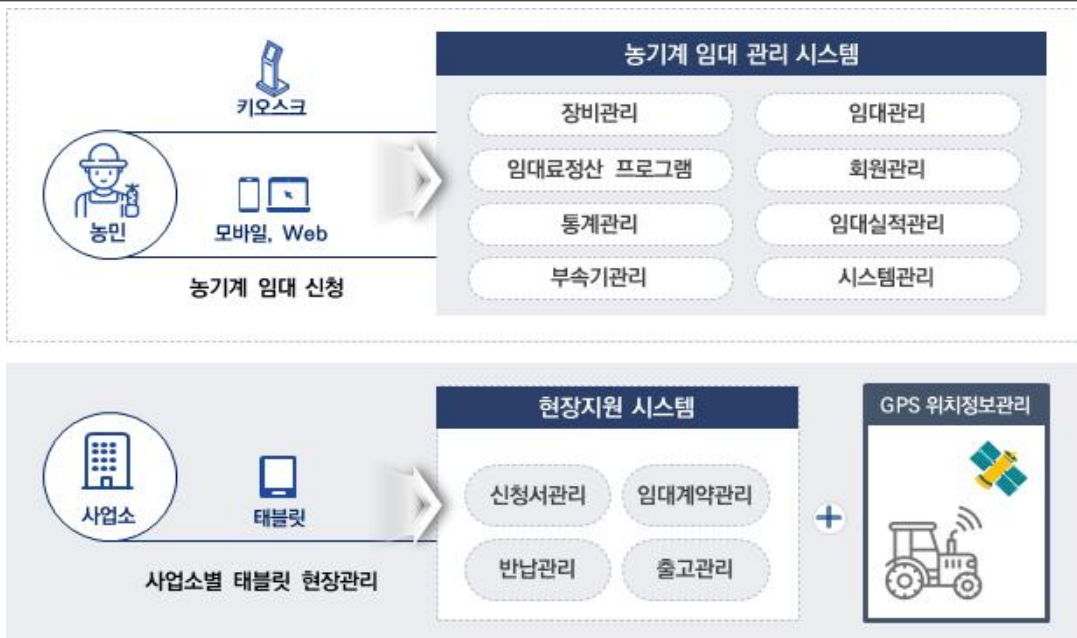 키오스크
농민
모바일, Web
농기계 임대 신청
농기계 임대 관리 시스템
장비관리
임대관리
임대료정산 프로그램
회원관리
통계관리
임대실적관리
부속기관리
시스템관리
사업소
태블릿
사업소별 태블릿 현장관리
현장지원 시스템
신청서관리
임대계약관리
반납관리
출고관리
GPS 위치정보관리